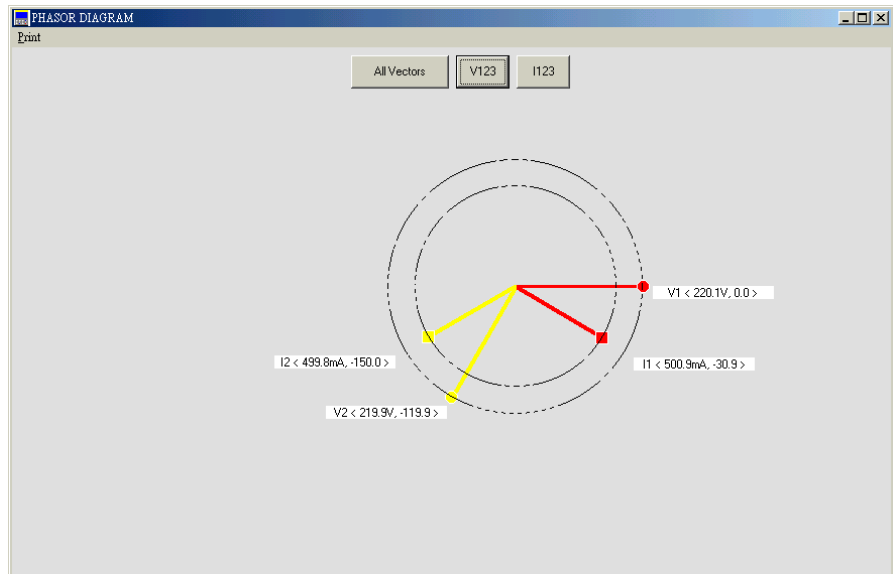 PHASOR DIAGRAM
Print
All Vectors V123 I123
V1 < 220.1V, 0.0 >
I2 < 499.8mA, -150.0 >
I1 < 500.9mA, -30.9 >
V2 < 219.9V, -119.9 >